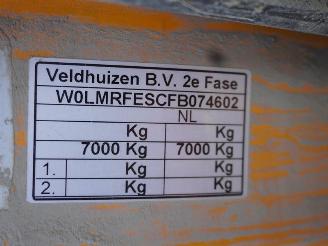 Veldhuizen B.V. 2e Fase
W0LMRFESCFB074602
NL
Kg Kg
7000 Kg 7000 Kg
1. Kg Kg
2. Kg Kg